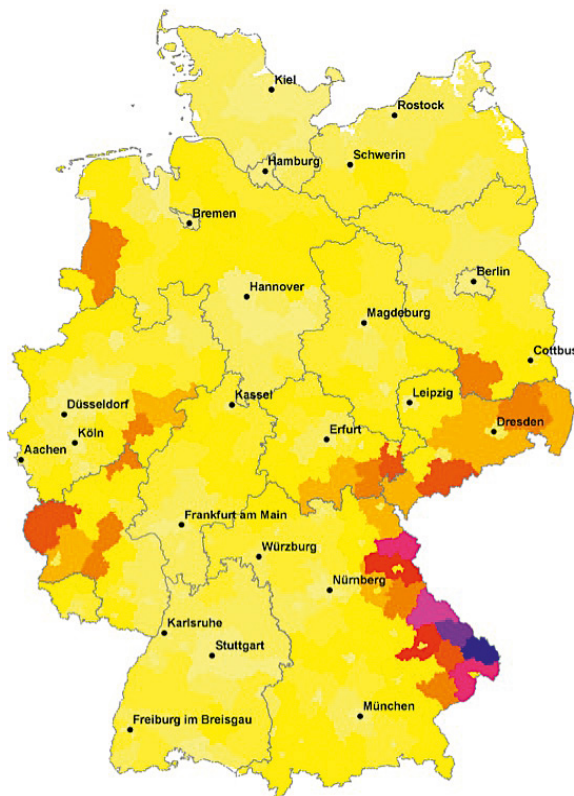 Kiel
Rostock
Hamburg
Schwerin
Bremen
Berlin
Hannover
Magdeburg
Cottbus
Düsseldorf
Kassel
Leipzig
Dresden
Köln
Erfurt
Aachen
Frankfurt am Main
Würzburg
Nürnberg
Karlsruhe
Stuttgart
München
Freiburg im Breisgau